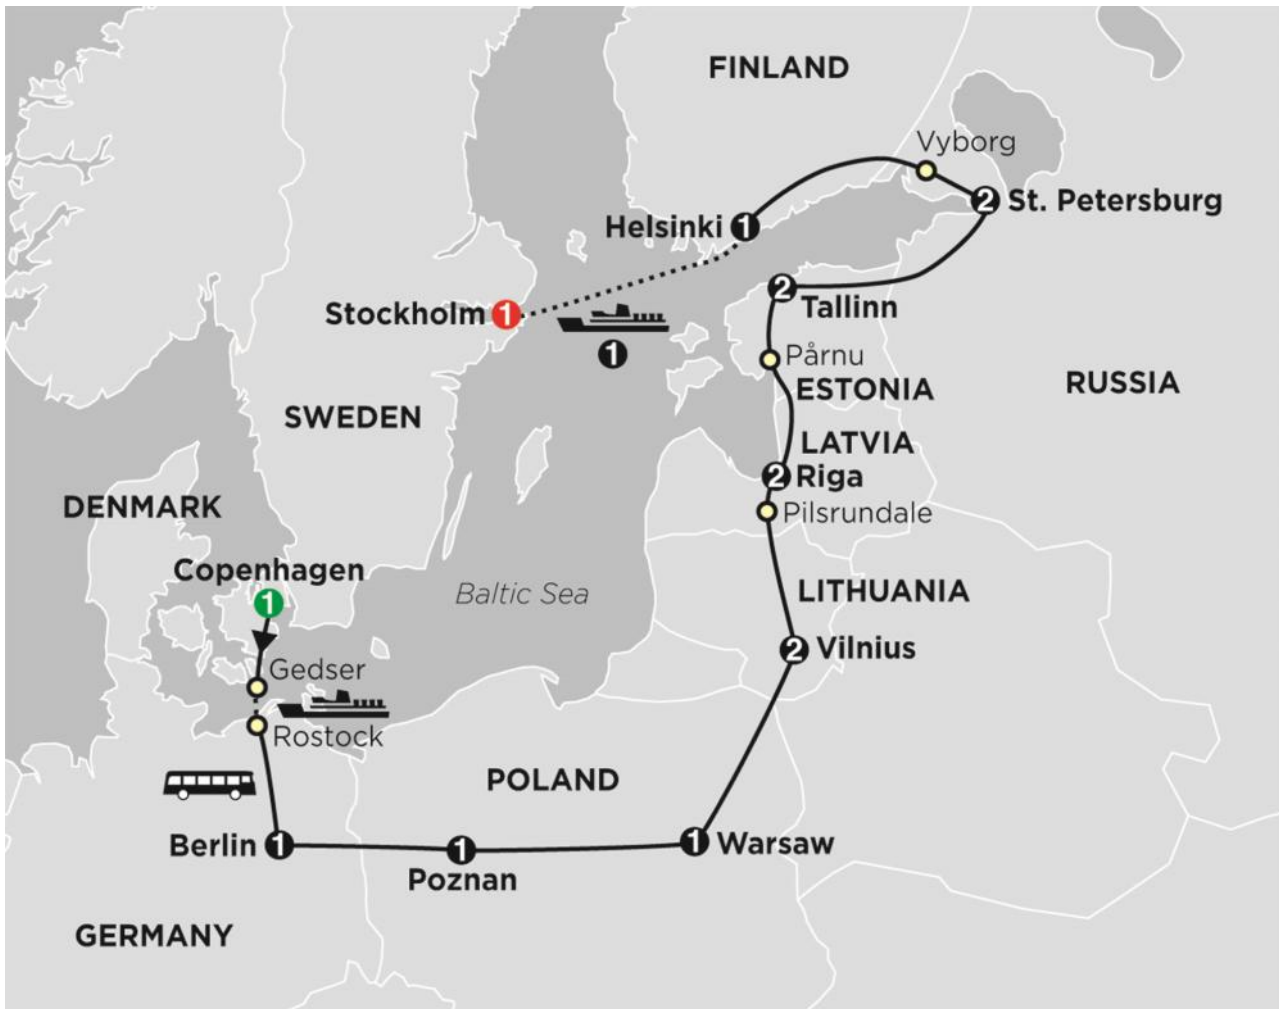 FINLAND
Vyborg
2 St. Petersburg
Helsinki 1
Stockholm 1
2
Tallinn
1
Pårnu
ESTONIA
RUSSIA
SWEDEN
LATVIA
2 Riga
DENMARK
Pilsrundale
Copenhagen
1
Baltic Sea
LITHUANIA
2 Vilnius
Gedser
Rostock
POLAND
Berlin 1
1 Warsaw
1
Poznan
GERMANY